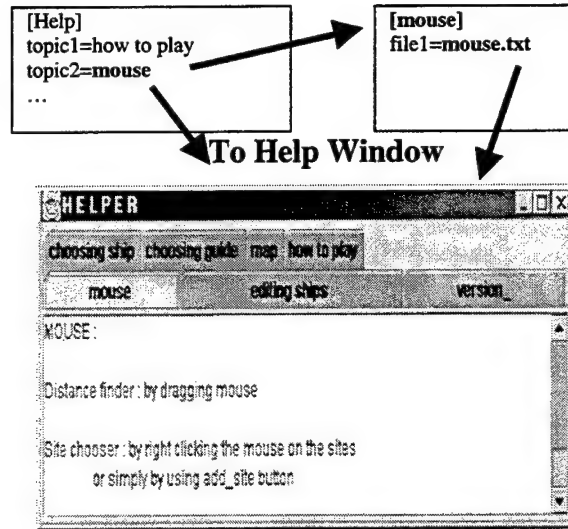 [Help]
topic1=how to play
topic2=mouse
...
[mouse]
file1=mouse.txt
To Help Window
HELPER
choosing ship choosing guide map how to play
mouse editing ships version_
MOUSE :
Distance finder : by dragging mouse
Site chooser : by right clicking the mouse on the sites
or simply by using add_site button